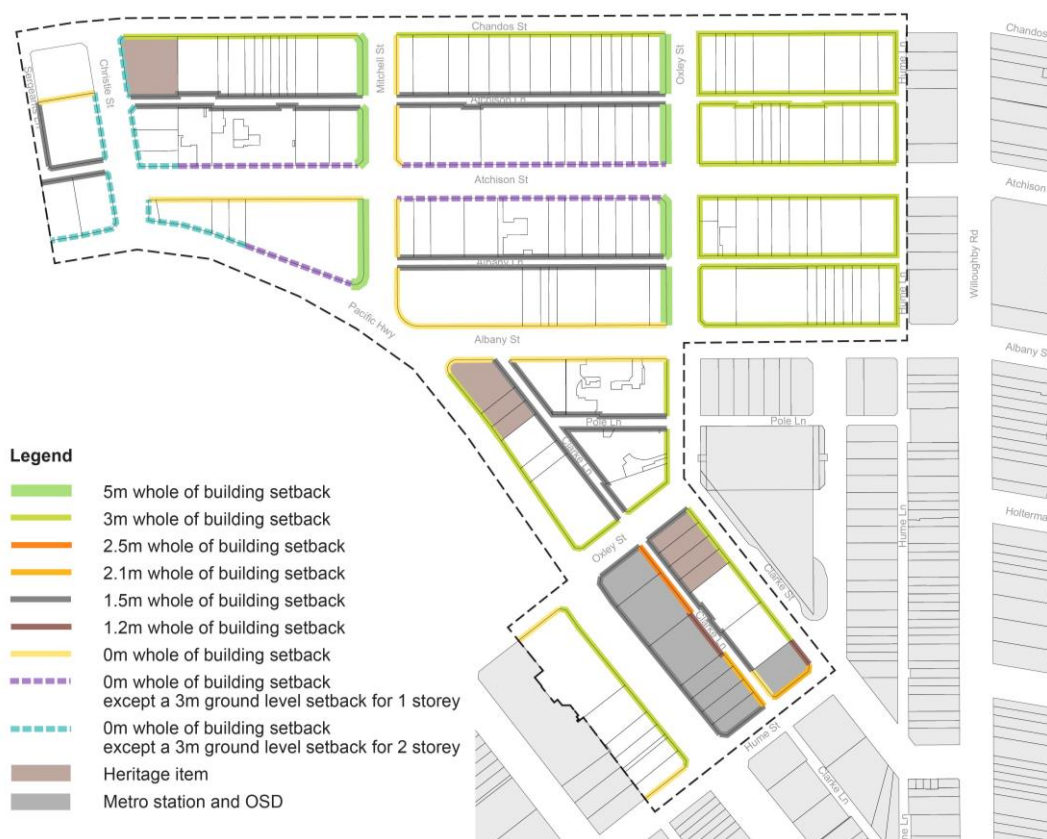 Chandos St
Chandos
Sergeants Ln
Christie St
Mitchell St
Oxley St
Hume Ln
Atchison Ln
Atchison St
Atchison
Albany Ln
Hume Ln
Willoughby Rd
Pacific Hwy
Albany St
Albany S
Pole Ln
Pole Ln
Clarke Ln
Hume Ln
Holterma
Oxley St
Clarke St
Clarke Ln
Hume St
Clarke Ln
Hume Ln
Legend
5m whole of building setback
3m whole of building setback
2.5m whole of building setback
2.1m whole of building setback
1.5m whole of building setback
1.2m whole of building setback
0m whole of building setback
0m whole of building setback
except a 3m ground level setback for 1 storey
0m whole of building setback
except a 3m ground level setback for 2 storey
Heritage item
Metro station and OSD